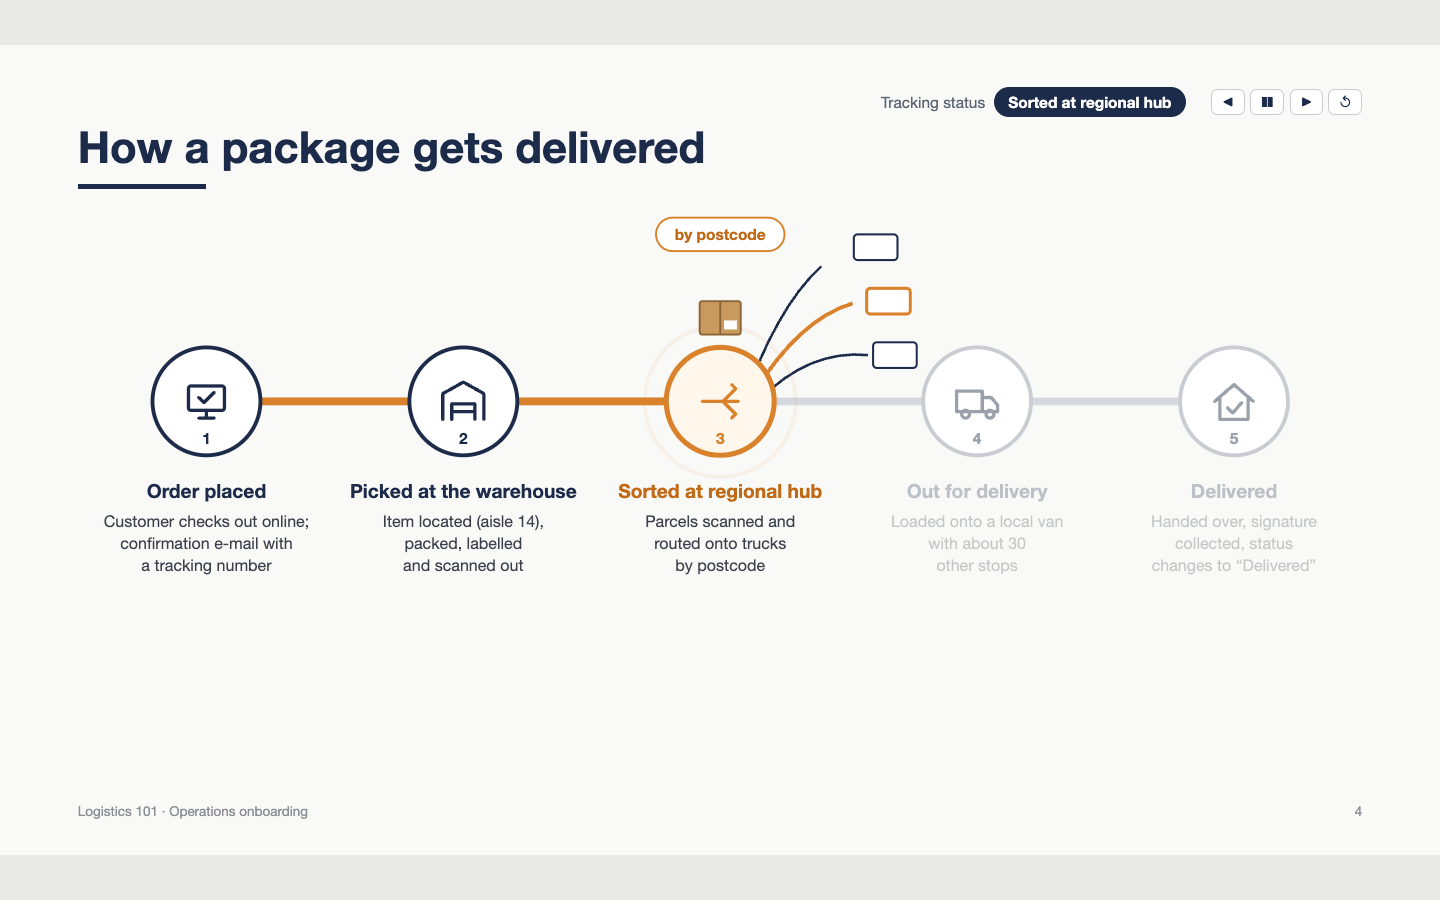 Tracking status
Sorted at regional hub
How a package gets delivered
by postcode
1
2
3
4
5
Order placed
Customer checks out online;
confirmation e-mail with
a tracking number
Picked at the warehouse
Item located (aisle 14),
packed, labelled
and scanned out
Sorted at regional hub
Parcels scanned and
routed onto trucks
by postcode
Out for delivery
Loaded onto a local van
with about 30
other stops
Delivered
Handed over, signature
collected, status
changes to “Delivered”
Logistics 101 · Operations onboarding
4